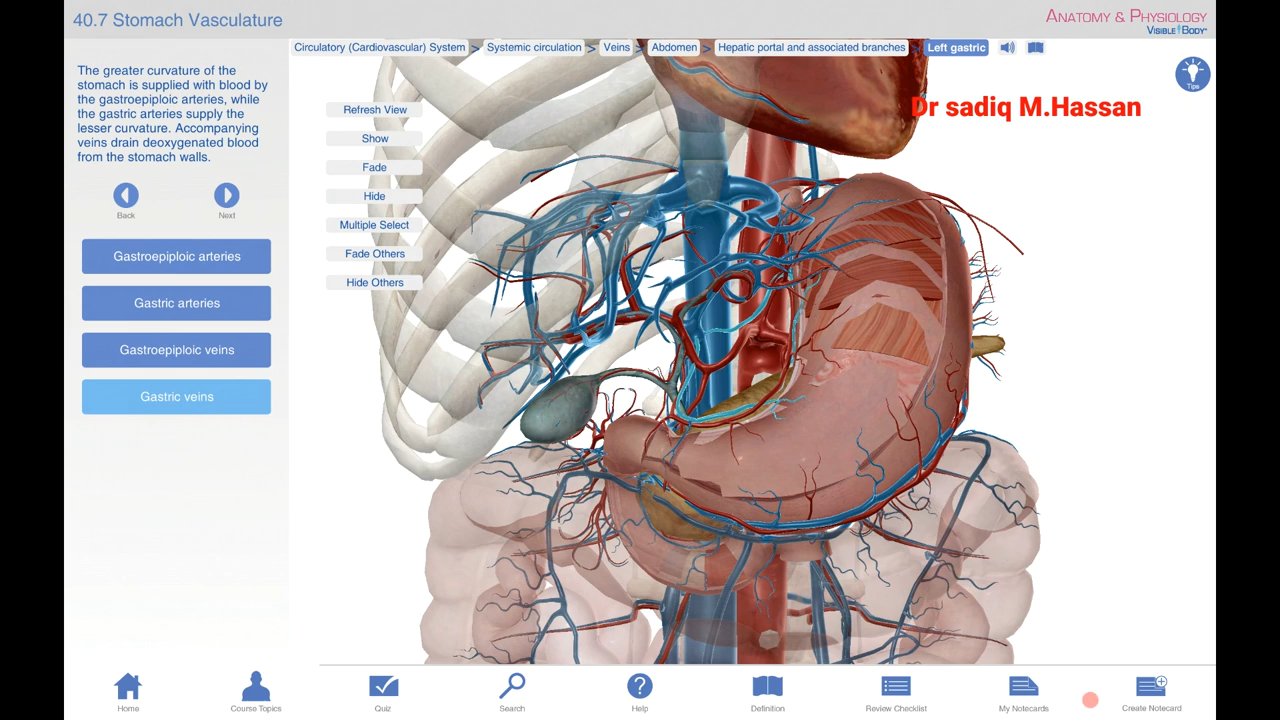 40.7 Stomach Vasculature
ANATOMY & PHYSIOLOGY
VISIBLE BODY®
Circulatory (Cardiovascular) System > Systemic circulation > Veins > Abdomen > Hepatic portal and associated branches > Left gastric
The greater curvature of the
stomach is supplied with blood by
the gastroepiploic arteries, while
the gastric arteries supply the
lesser curvature. Accompanying
veins drain deoxygenated blood
from the stomach walls.
Back
Next
Gastroepiploic arteries
Gastric arteries
Gastroepiploic veins
Gastric veins
Refresh View
Show
Fade
Hide
Multiple Select
Fade Others
Hide Others
Tips
Dr sadiq M.Hassan
Home
Course Topics
Quiz
Search
Help
Definition
Review Checklist
My Notecards
Create Notecard